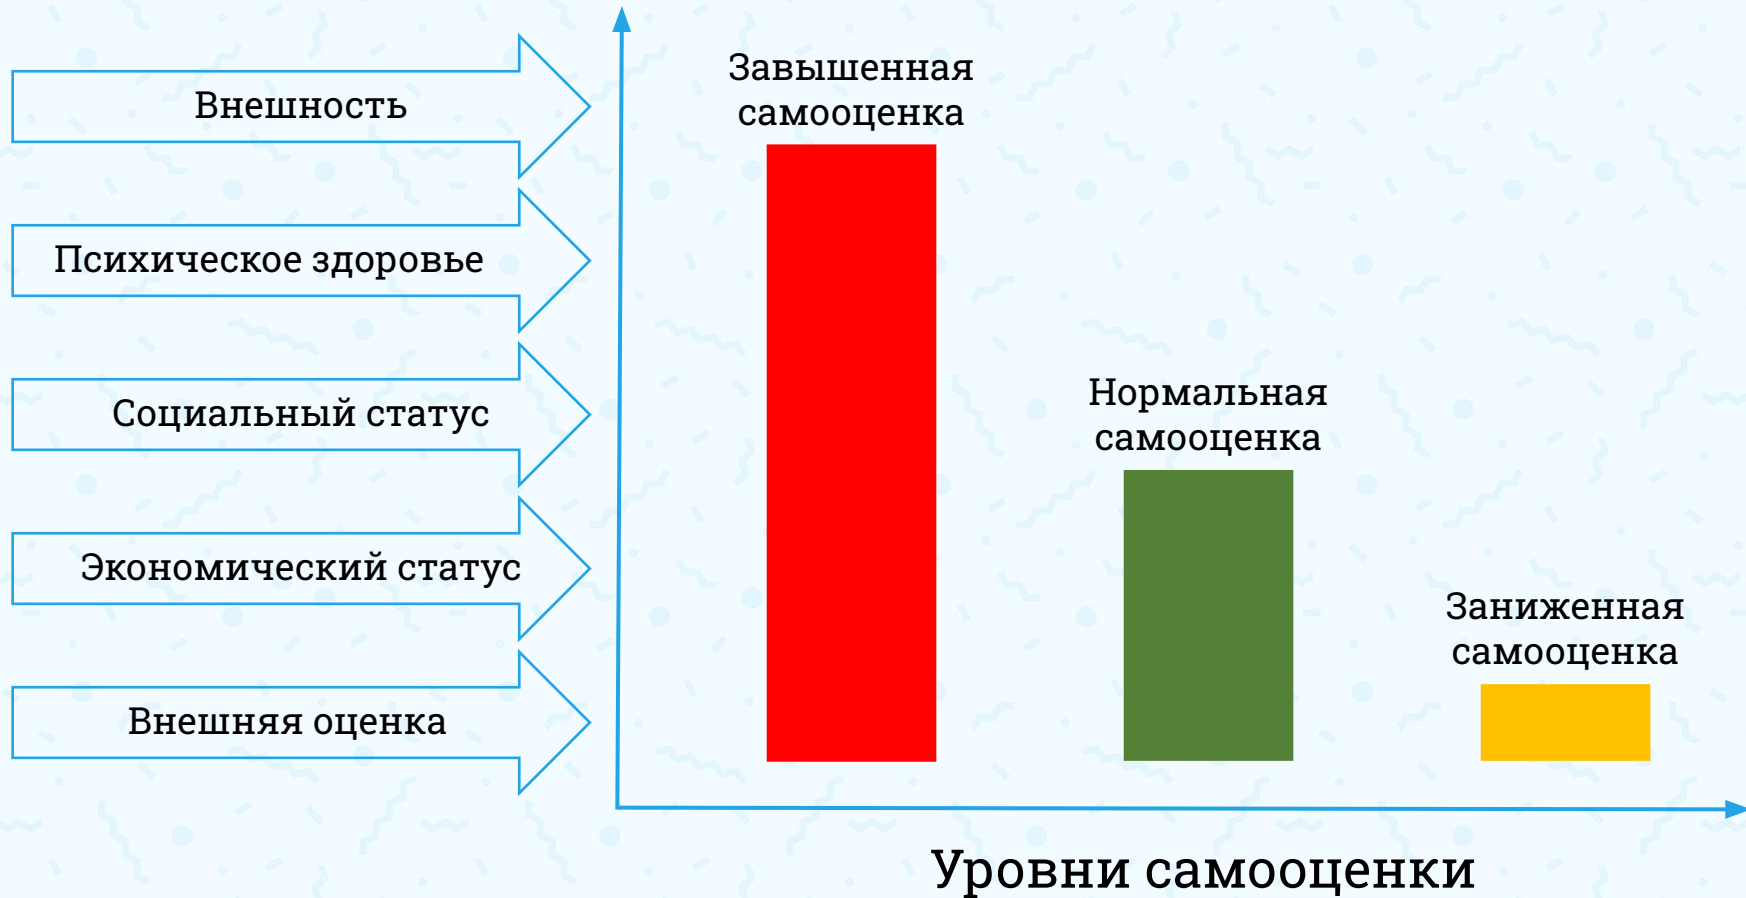 Внешность
Психическое здоровье
Социальный статус
Экономический статус
Внешняя оценка
Завышенная
самооценка
Нормальная
самооценка
Заниженная
самооценка
Уровни самооценки